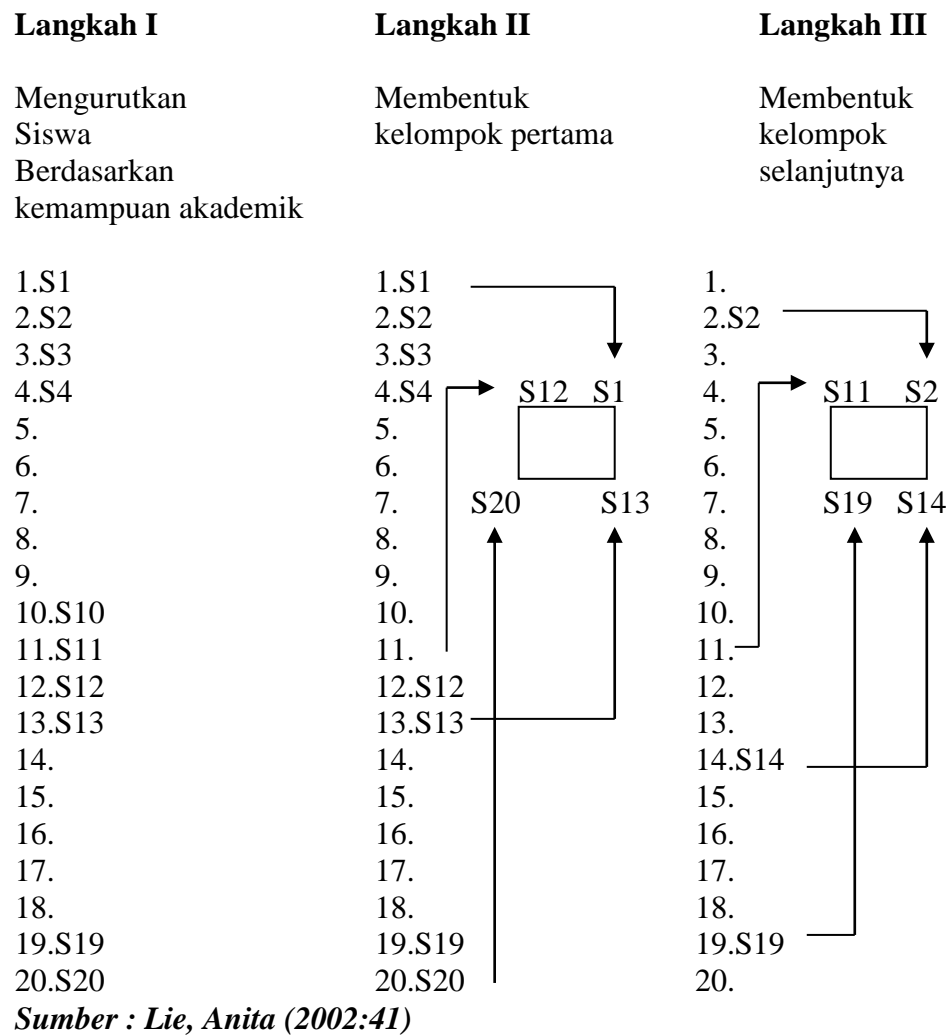 Langkah I Langkah II Langkah III
Mengurutkan Membentuk Membentuk
Siswa kelompok pertama kelompok
Berdasarkan selanjutnya
kemampuan akademik
1.S1 1.S1 1.
2.S2 2.S2 2.S2
3.S3 3.S3 3.
4.S4 4.S4 S12 S1 4. S11 S2
5. 5. 5.
6. 6. 6.
7. 7. S20 S13 7. S19 S14
8. 8. 8.
9. 9. 9.
10.S10 10. 10.
11.S11 11. 11.
12.S12 12.S12 12.
13.S13 13.S13 13.
14. 14. 14.S14
15. 15. 15.
16. 16. 16.
17. 17. 17.
18. 18. 18.
19.S19 19.S19 19.S19
20.S20 20.S20 20.
Sumber : Lie, Anita (2002:41)